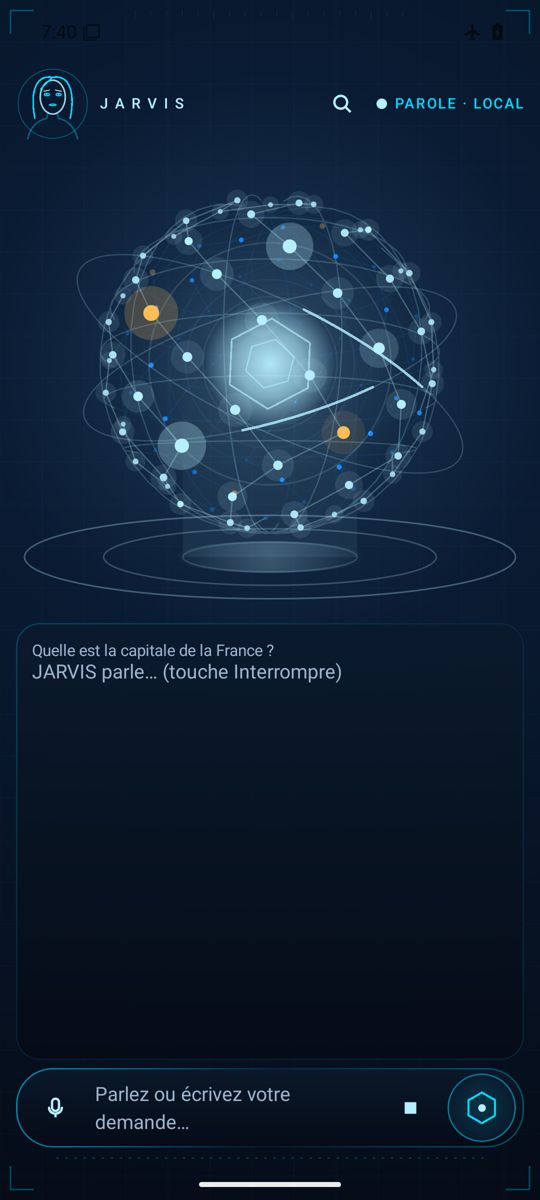 7:40
JARVIS
PAROLE · LOCAL
Quelle est la capitale de la France ?
JARVIS parle… (touche Interrompre)
Parlez ou écrivez votre
demande…